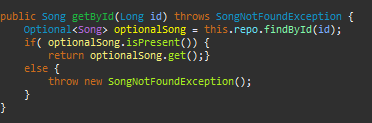 public Song getById(Long id) throws SongNotFoundException {
    Optional<Song> optionalSong = this.repo.findById(id);
    if( optionalSong.isPresent()) {
        return optionalSong.get();}
    else {
        throw new SongNotFoundException();
    }
}